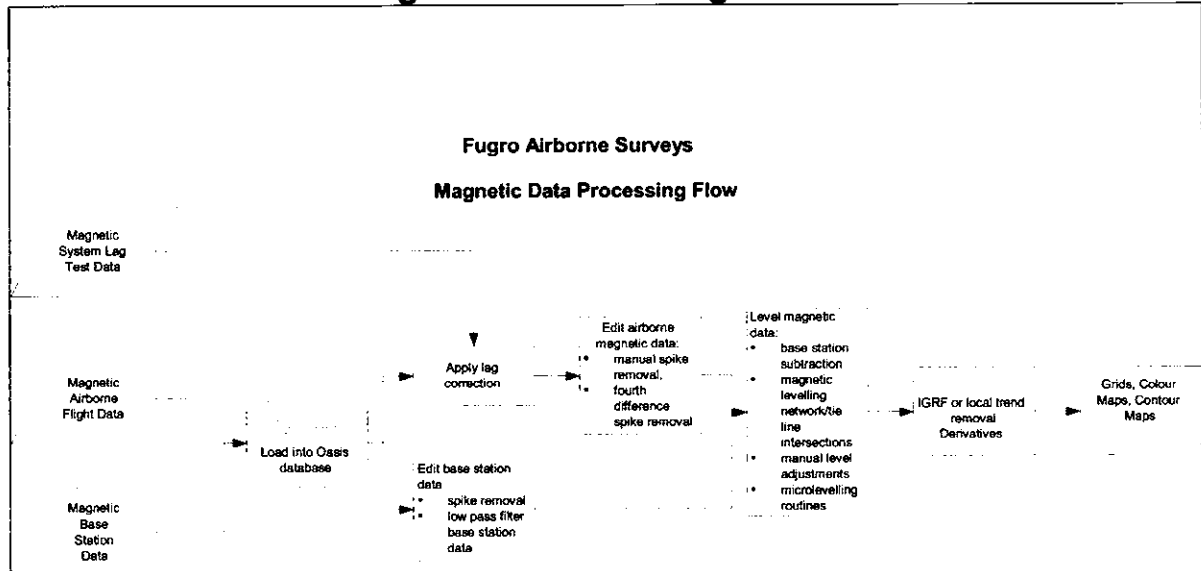 Fugro Airborne Surveys
Magnetic Data Processing Flow
Magnetic
System Lag
Test Data
Magnetic
Airborne
Flight Data
Magnetic
Base
Station
Data
Load into Oasis
database
Apply lag
correction
Edit base station
data
• spike removal
• low pass filter
base station
data
Edit airborne
magnetic data:
• manual spike
removal,
• fourth
difference
spike removal
Level magnetic
data:
• base station
subtraction
• magnetic
levelling
• network/tie
line
intersections
• manual level
adjustments
• microlevelling
routines
IGRF or local trend
removal
Derivatives
Grids, Colour
Maps, Contour
Maps